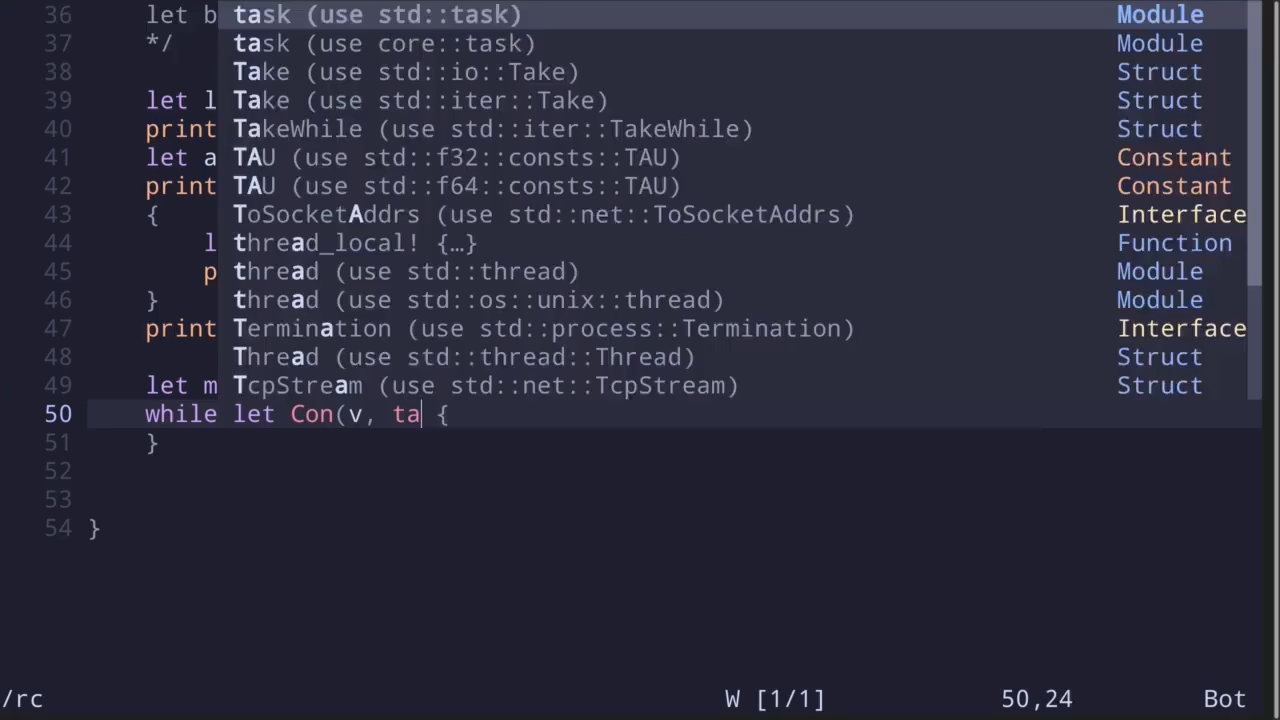 36 let b task (use std::task) Module
37 */ task (use core::task) Module
38 Take (use std::io::Take) Struct
39 let l Take (use std::iter::Take) Struct
40 print TakeWhile (use std::iter::TakeWhile) Struct
41 let a TAU (use std::f32::consts::TAU) Constant
42 print TAU (use std::f64::consts::TAU) Constant
43 { ToSocketAddrs (use std::net::ToSocketAddrs) Interface
44 l thread_local! {…} Function
45 p thread (use std::thread) Module
46 } thread (use std::os::unix::thread) Module
47 print Termination (use std::process::Termination) Interface
48 Thread (use std::thread::Thread) Struct
49 let m TcpStream (use std::net::TcpStream) Struct
50 while let Con(v, ta {
51 }
52
53
54 }
/rc W [1/1] 50,24 Bot